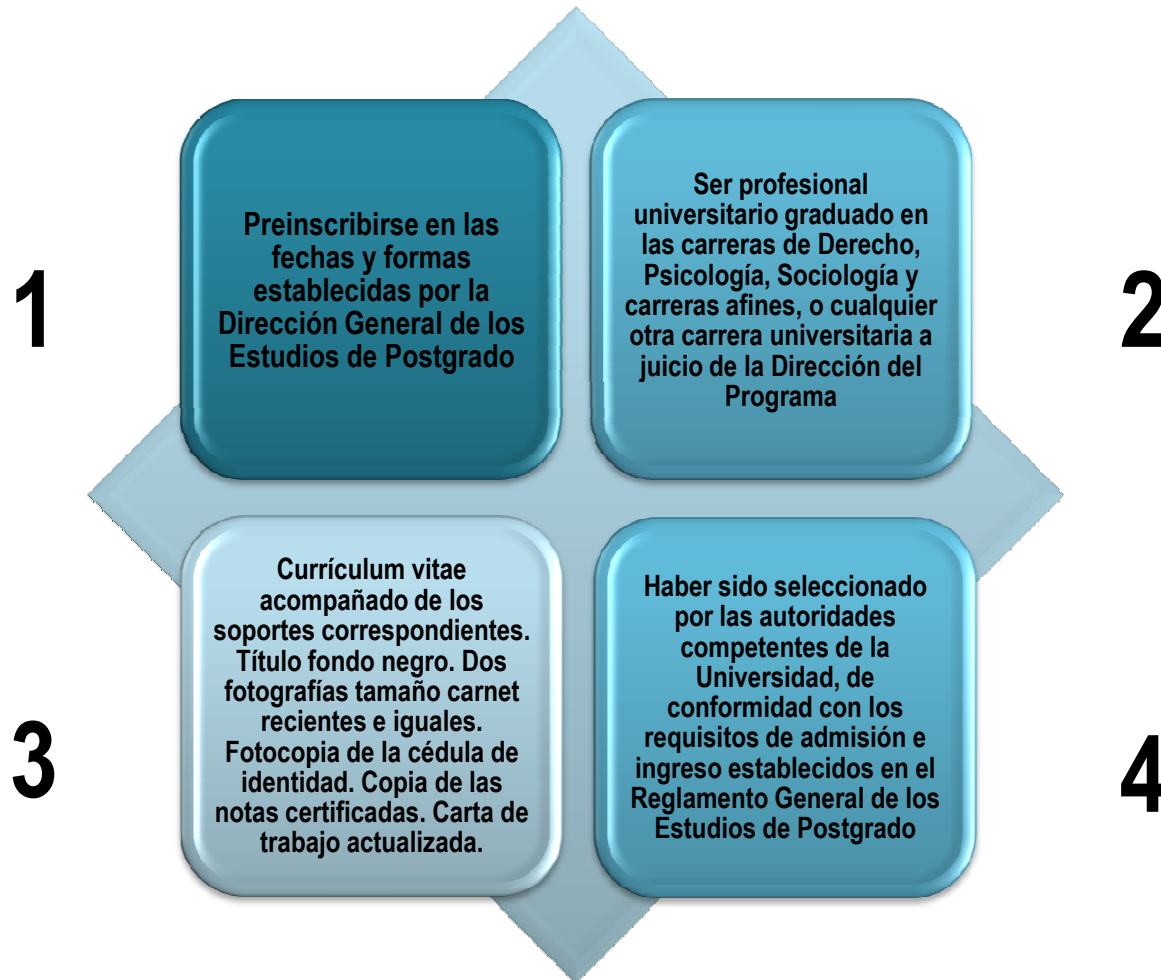 1
Preinscribirse en las
fechas y formas
establecidas por la
Dirección General de los
Estudios de Postgrado
2
Ser profesional
universitario graduado en
las carreras de Derecho,
Psicología, Sociología y
carreras afines, o cualquier
otra carrera universitaria a
juicio de la Dirección del
Programa
3
Currículum vitae
acompañado de los
soportes correspondientes.
Título fondo negro. Dos
fotografías tamaño carnet
recientes e iguales.
Fotocopia de la cédula de
identidad. Copia de las
notas certificadas. Carta de
trabajo actualizada.
4
Haber sido seleccionado
por las autoridades
competentes de la
Universidad, de
conformidad con los
requisitos de admisión e
ingreso establecidos en el
Reglamento General de los
Estudios de Postgrado